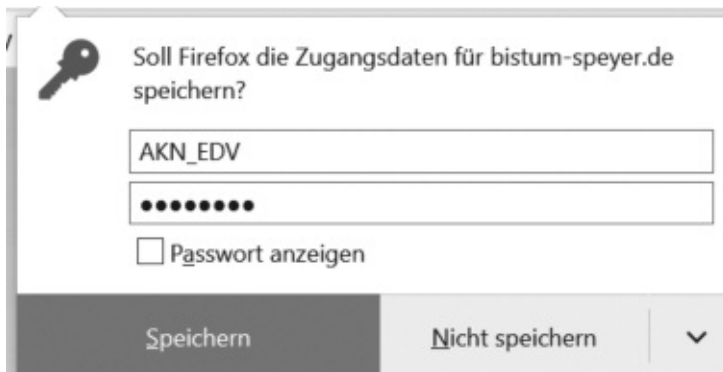 Soll Firefox die Zugangsdaten für bistum-speyer.de
speichern?
AKN_EDV
●●●●●●●●
Passwort anzeigen
Speichern
Nicht speichern